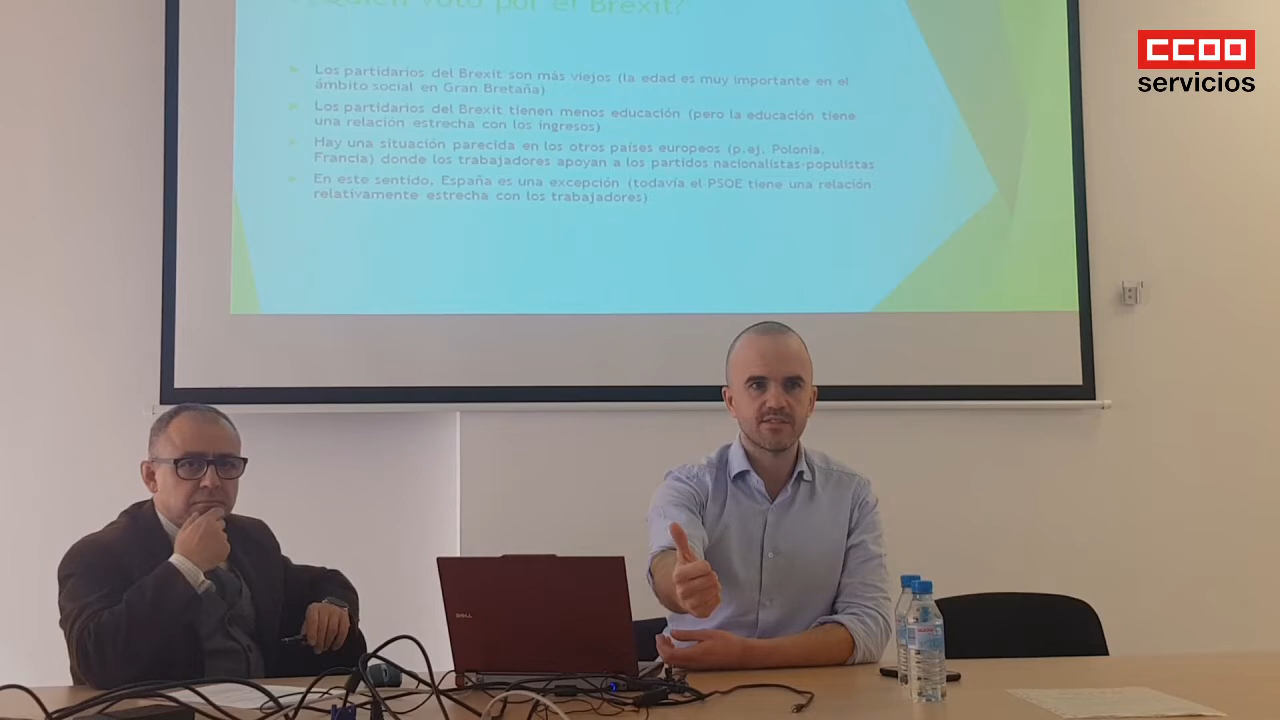 ¿Quién votó por el Brexit?
CCOO
servicios
Los partidarios del Brexit son más viejos (la edad es muy importante en el
ámbito social en Gran Bretaña)
Los partidarios del Brexit tienen menos educación (pero la educación tiene
una relación estrecha con los ingresos)
Hay una situación parecida en los otros países europeos (p.ej. Polonia,
Francia) donde los trabajadores apoyan a los partidos nacionalistas-populistas
En este sentido, España es una excepción (todavía el PSOE tiene una relación
relativamente estrecha con los trabajadores)
DELL